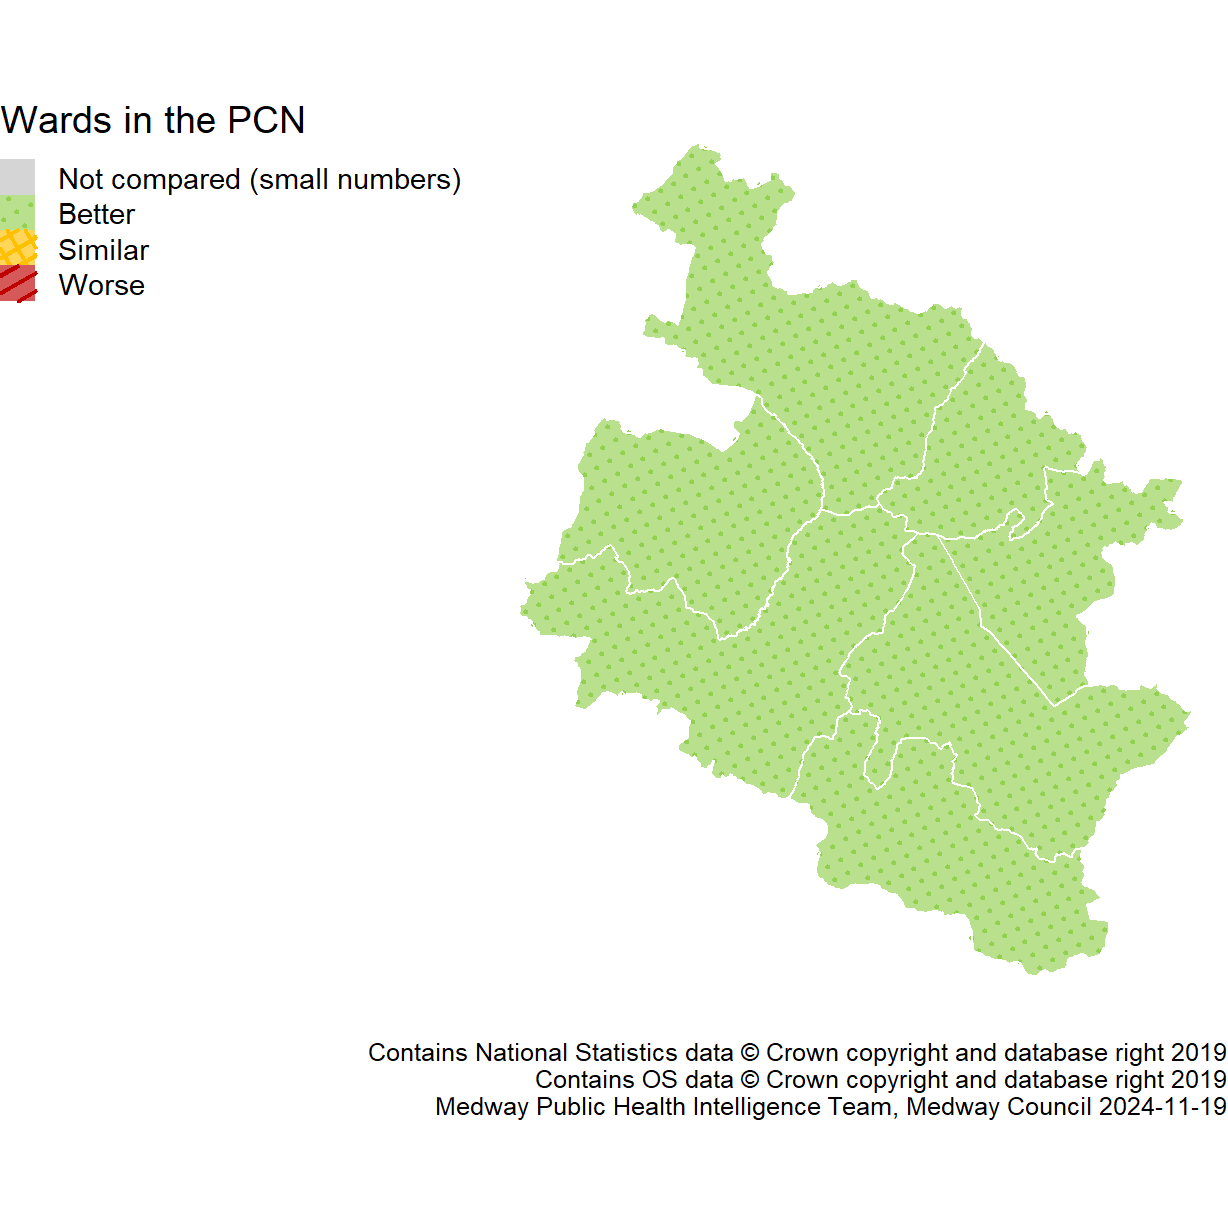 Wards in the PCN
Not compared (small numbers)
Better
Similar
Worse
Contains National Statistics data © Crown copyright and database right 2019
Contains OS data © Crown copyright and database right 2019
Medway Public Health Intelligence Team, Medway Council 2024-11-19